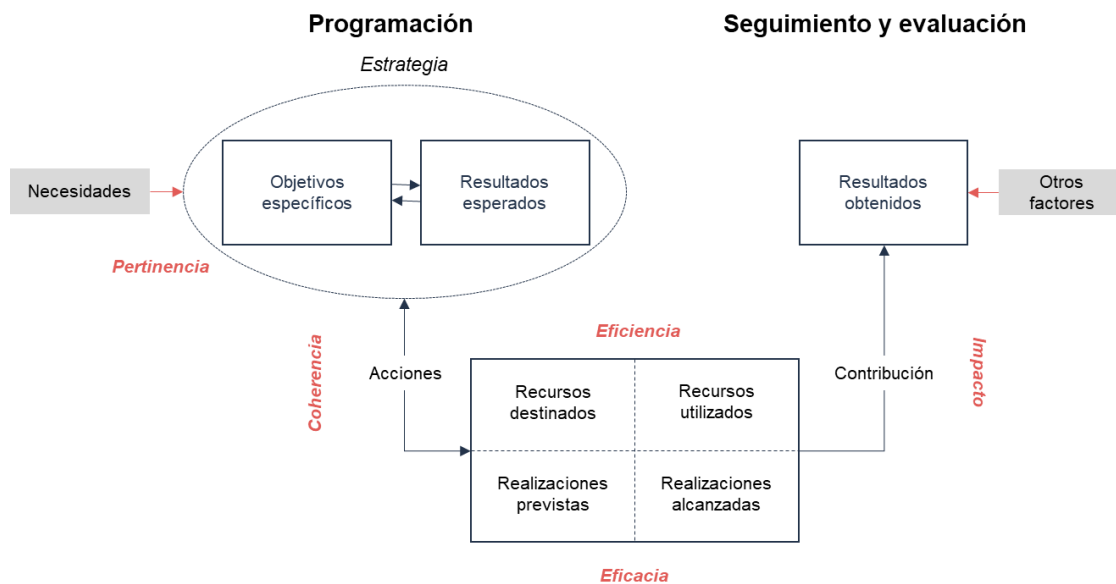 Programación
Seguimiento y evaluación
Estrategia
Necesidades
Objetivos
específicos
Resultados
esperados
Resultados
obtenidos
Otros
factores
Pertinencia
Coherencia
Acciones
Eficiencia
Contribución
Impacto
Recursos
destinados
Recursos
utilizados
Realizaciones
previstas
Realizaciones
alcanzadas
Eficacia